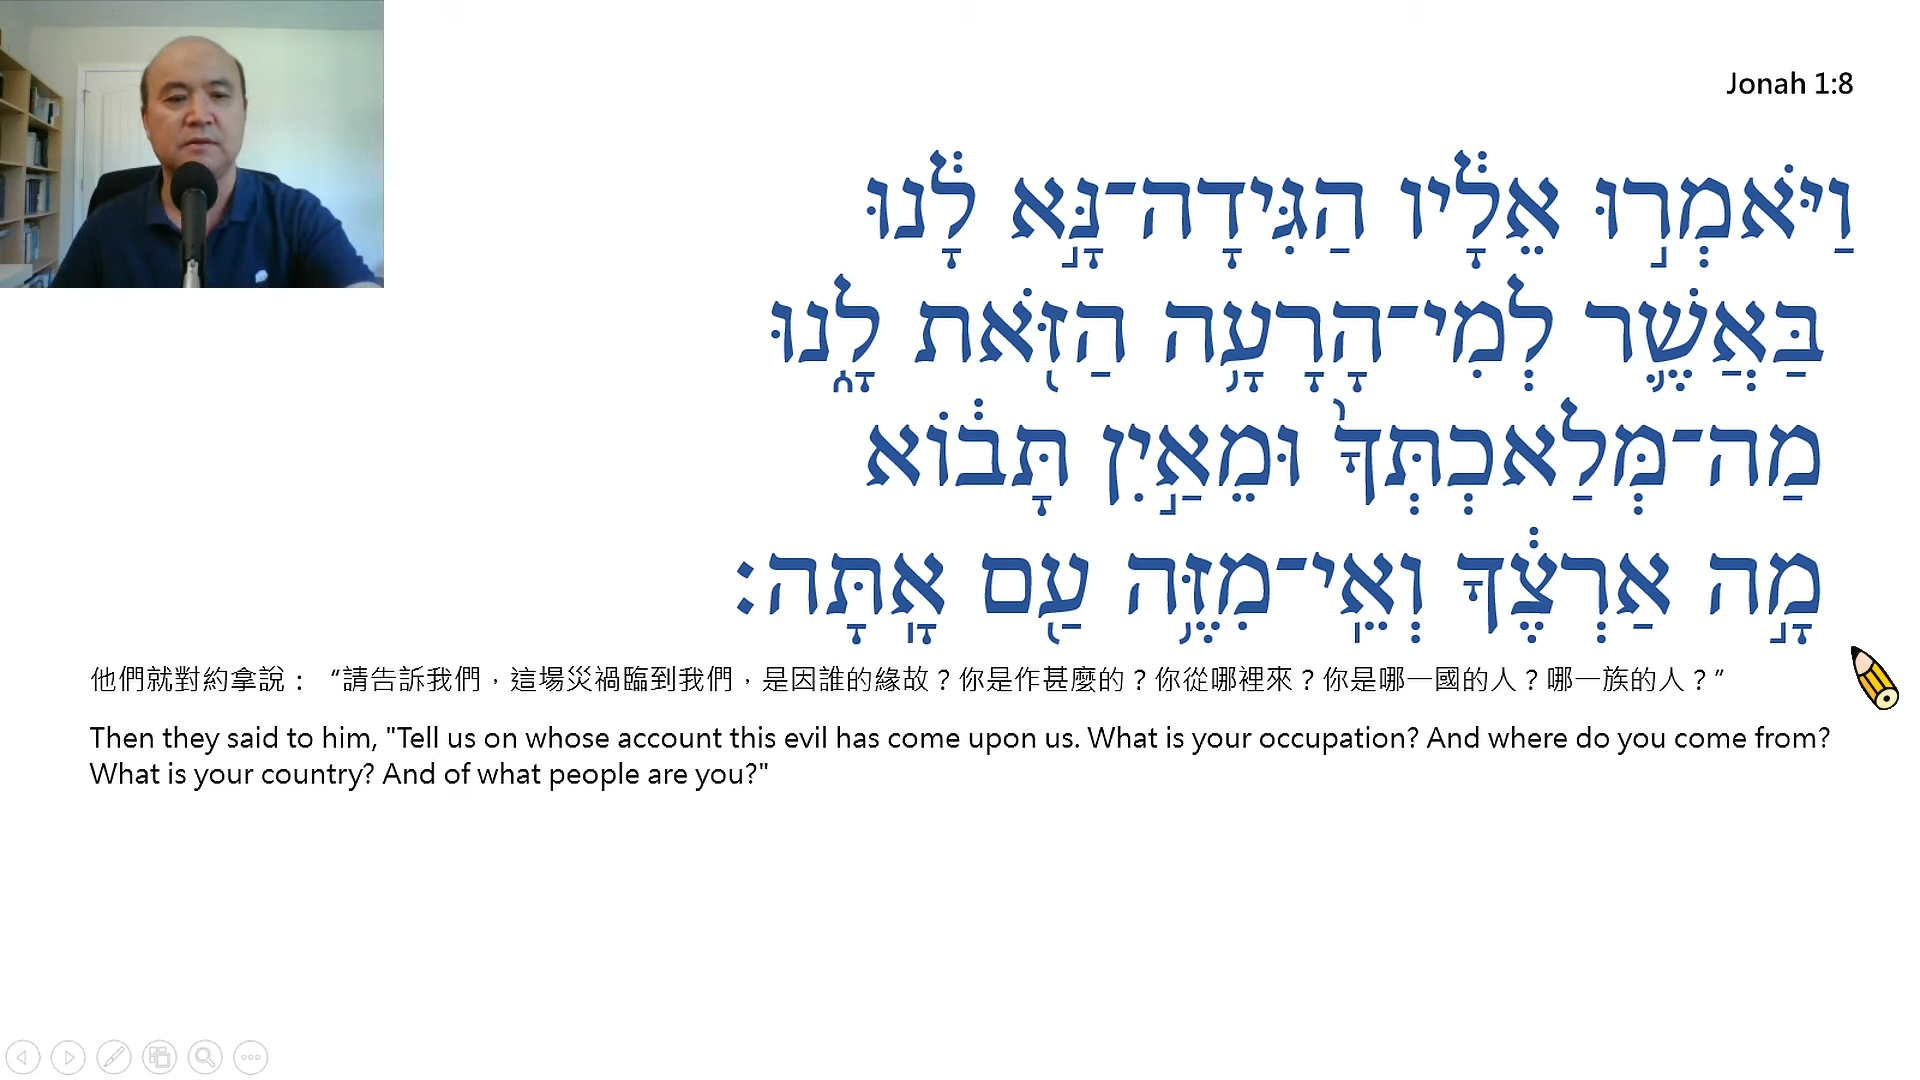 Jonah 1:8
וַיֹּאמְר֣וּ אֵלָ֔יו הַגִּידָה־נָּ֣א לָ֔נוּ
בַּאֲשֶׁ֛ר לְמִי־הָרָעָ֥ה הַזֹּ֖את לָ֑נוּ
מַה־מְּלַאכְתְּךָ֙ וּמֵאַ֣יִן תָּב֔וֹא
מָ֣ה אַרְצֶ֔ךָ וְאֵֽי־מִזֶּ֥ה עַ֖ם אָֽתָּה׃
他們就對約拿說：“請告訴我們，這場災禍臨到我們，是因誰的緣故？你是作甚麼的？你從哪裡來？你是哪一國的人？哪一族的人？”
Then they said to him, "Tell us on whose account this evil has come upon us. What is your occupation? And where do you come from?
What is your country? And of what people are you?"